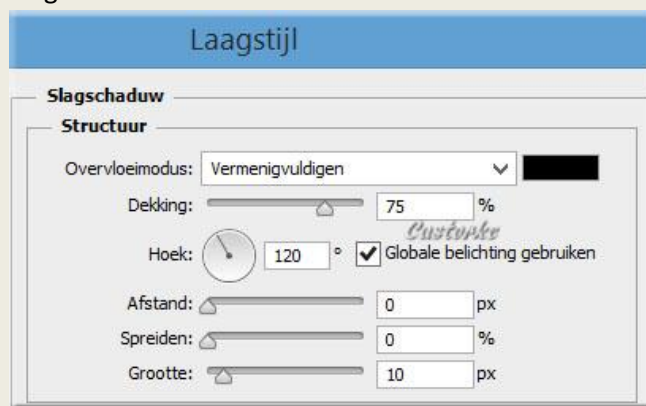 Laagstijl
Slagschaduw
Structuur
Overvloeimodus: Vermenigvuldigen
Dekking: 75 %
Hoek: 120 ° Globale belichting gebruiken
Afstand: 0 px
Spreiden: 0 %
Grootte: 10 px